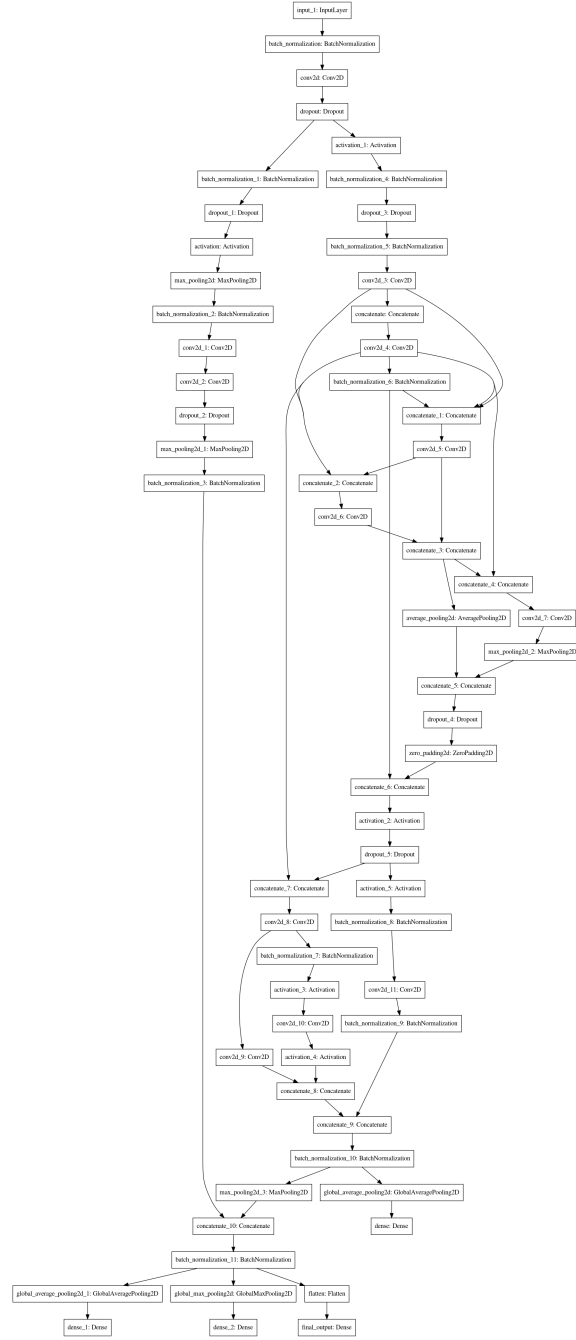 input_1: InputLayer
batch_normalization: BatchNormalization
conv2d: Conv2D
dropout: Dropout
activation_1: Activation
batch_normalization_1: BatchNormalization
batch_normalization_4: BatchNormalization
dropout_1: Dropout
dropout_3: Dropout
activation: Activation
batch_normalization_5: BatchNormalization
max_pooling2d: MaxPooling2D
conv2d_3: Conv2D
batch_normalization_2: BatchNormalization
concatenate: Concatenate
conv2d_1: Conv2D
conv2d_4: Conv2D
conv2d_2: Conv2D
batch_normalization_6: BatchNormalization
dropout_2: Dropout
concatenate_1: Concatenate
max_pooling2d_1: MaxPooling2D
conv2d_5: Conv2D
batch_normalization_3: BatchNormalization
concatenate_2: Concatenate
conv2d_6: Conv2D
concatenate_3: Concatenate
concatenate_4: Concatenate
average_pooling2d: AveragePooling2D
conv2d_7: Conv2D
max_pooling2d_2: MaxPooling2D
concatenate_5: Concatenate
dropout_4: Dropout
zero_padding2d: ZeroPadding2D
concatenate_6: Concatenate
activation_2: Activation
dropout_5: Dropout
concatenate_7: Concatenate
activation_5: Activation
conv2d_8: Conv2D
batch_normalization_8: BatchNormalization
batch_normalization_7: BatchNormalization
activation_3: Activation
conv2d_11: Conv2D
conv2d_10: Conv2D
batch_normalization_9: BatchNormalization
conv2d_9: Conv2D
activation_4: Activation
concatenate_8: Concatenate
concatenate_9: Concatenate
batch_normalization_10: BatchNormalization
max_pooling2d_3: MaxPooling2D
global_average_pooling2d: GlobalAveragePooling2D
concatenate_10: Concatenate
dense: Dense
batch_normalization_11: BatchNormalization
global_average_pooling2d_1: GlobalAveragePooling2D
global_max_pooling2d: GlobalMaxPooling2D
flatten: Flatten
dense_1: Dense
dense_2: Dense
final_output: Dense